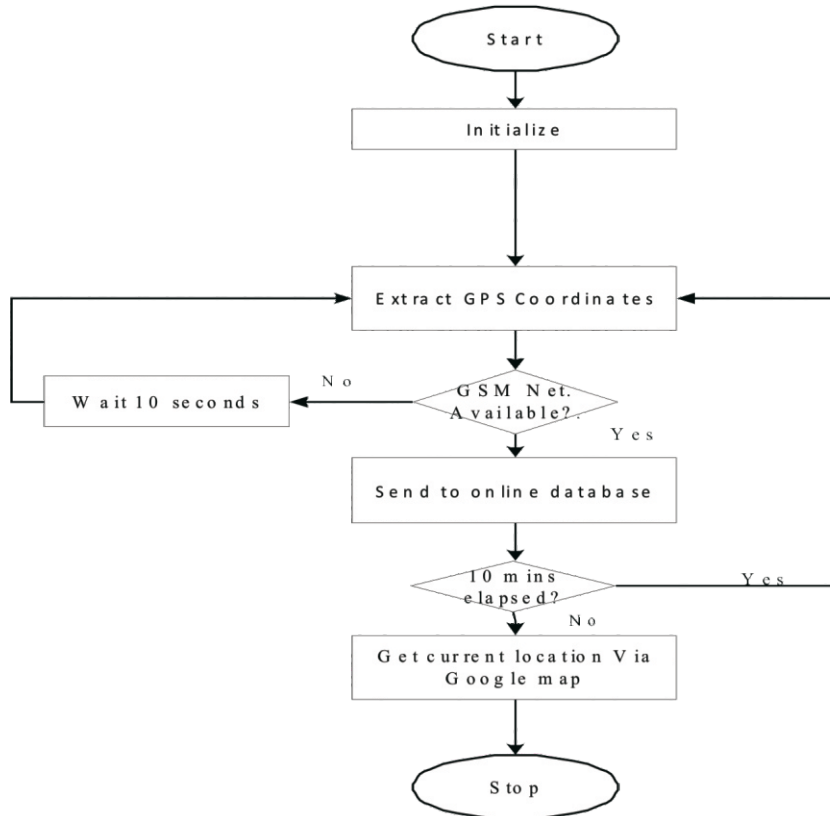 Start
Initialize
Extract GPS Coordinates
No
GSM Net.
Available?.
Wait 10 seconds
Yes
Send to online database
10 mins
elapsed?
Yes
No
Get current location Via
Google map
Stop